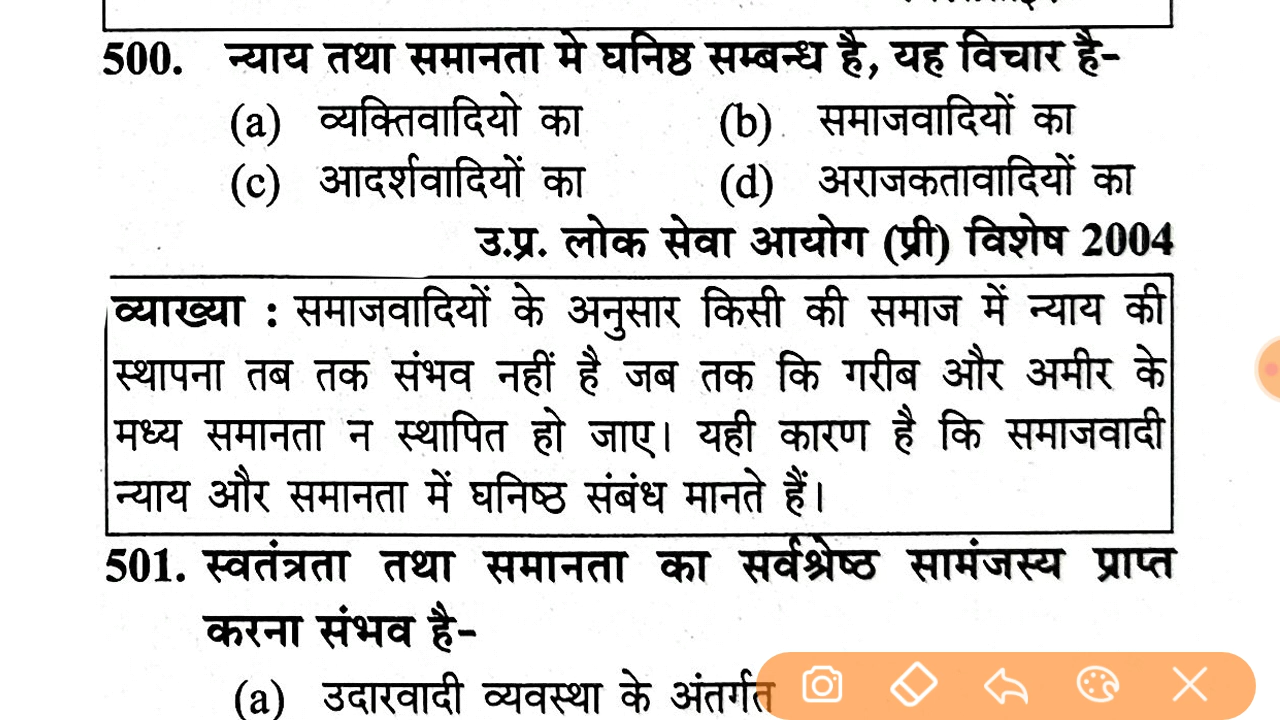 500. न्याय तथा समानता मे घनिष्ठ सम्बन्ध है, यह विचार है-
(a) व्यक्तिवादियो का (b) समाजवादियों का
(c) आदर्शवादियों का (d) अराजकतावादियों का
उ.प्र. लोक सेवा आयोग (प्री) विशेष 2004
व्याख्या : समाजवादियों के अनुसार किसी की समाज में न्याय की
स्थापना तब तक संभव नहीं है जब तक कि गरीब और अमीर के
मध्य समानता न स्थापित हो जाए। यही कारण है कि समाजवादी
न्याय और समानता में घनिष्ठ संबंध मानते हैं।
501. स्वतंत्रता तथा समानता का सर्वश्रेष्ठ सामंजस्य प्राप्त
करना संभव है-
(a) उदारवादी व्यवस्था के अंतर्गत